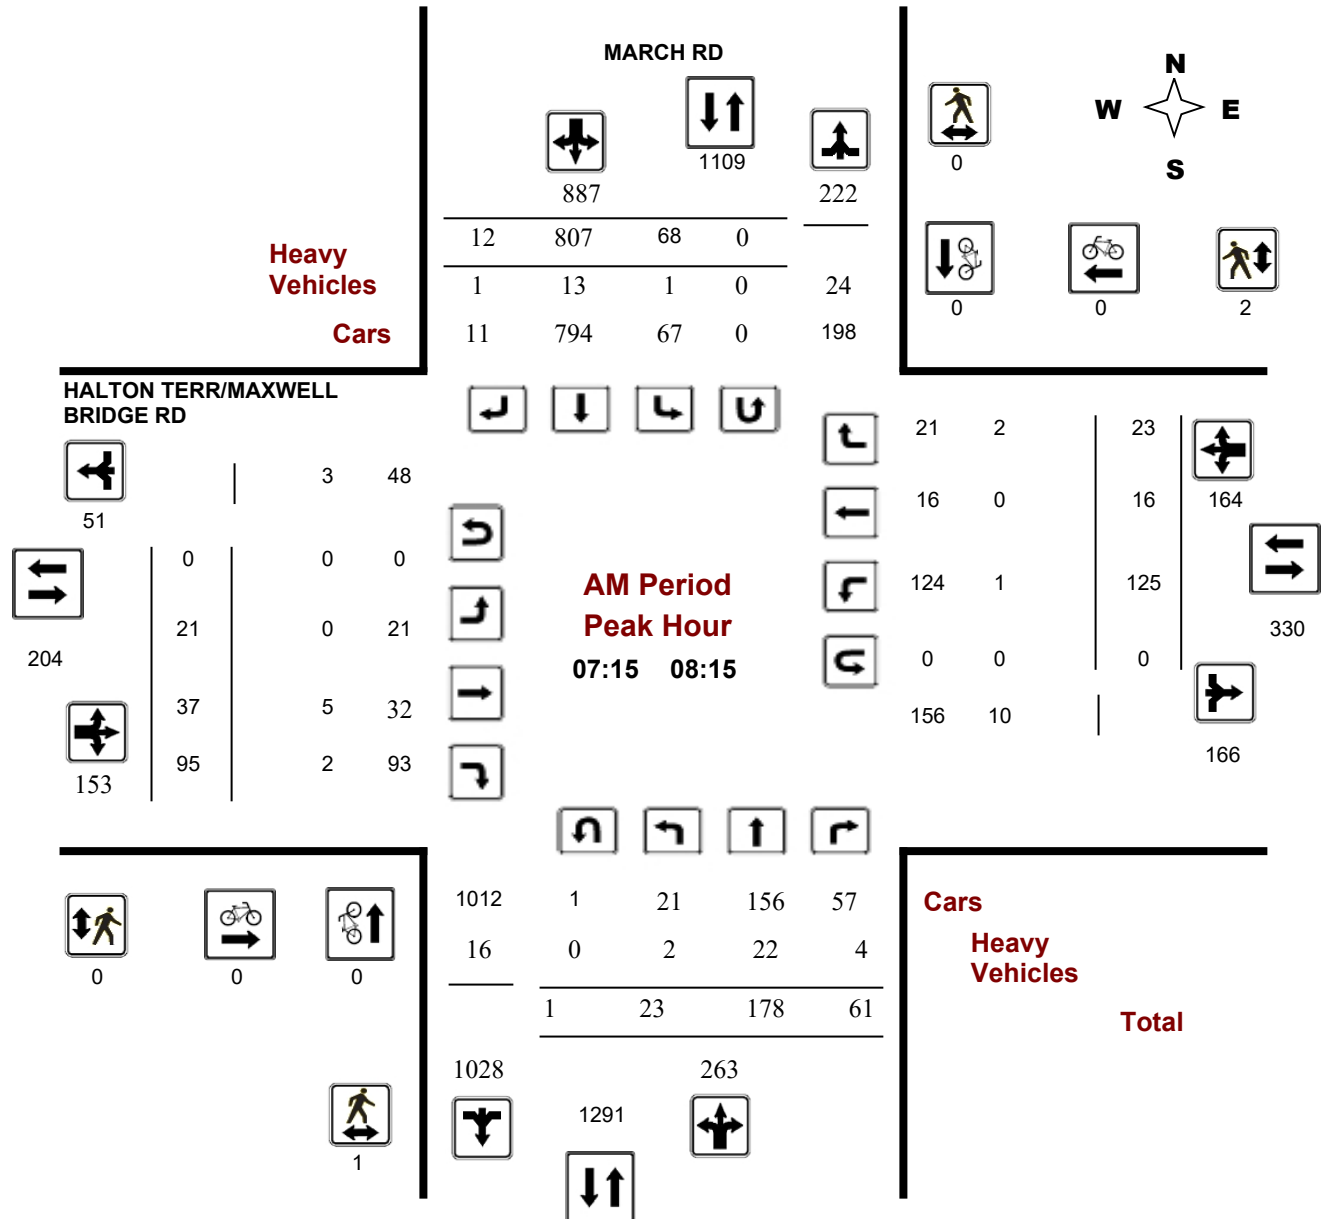 MARCH RD
N
W E
S
1109
0
887 222
12 807 68 0
Heavy
Vehicles 1 13 1 0 24
Cars 11 794 67 0 198
0 0 2
HALTON TERR/MAXWELL
BRIDGE RD
21 2 23
3 48
16 0 16 164
51
0 0 0
AM Period
124 1 125
Peak Hour
21 0 21
330
204
07:15 08:15
0 0 0
37 5 32
156 10
166
95 2 93
153
1012 1 21 156 57 Cars
16 0 2 22 4 Heavy
Vehicles
0 0 0
1 23 178 61 Total
1028 263
1291
1